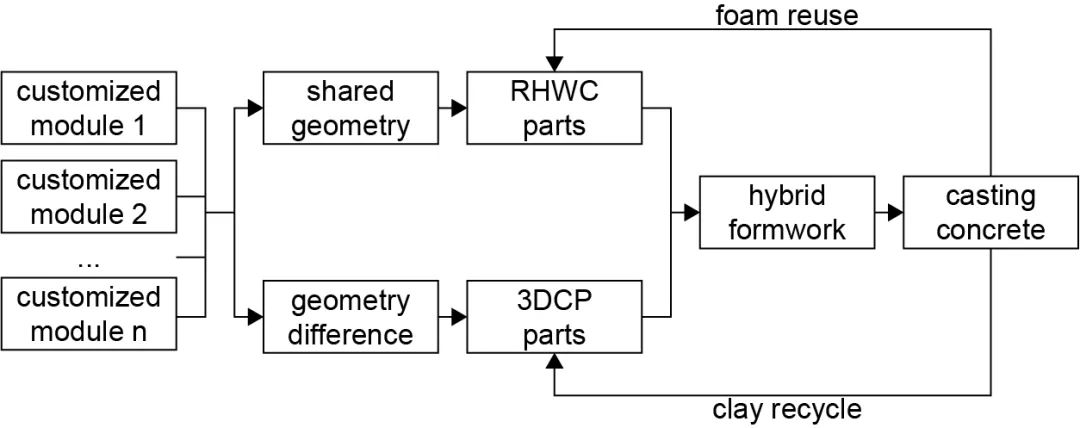 foam reuse
customized
module 1
shared
geometry
RHWC
parts
customized
module 2
hybrid
formwork
casting
concrete
...
customized
module n
geometry
difference
3DCP
parts
clay recycle